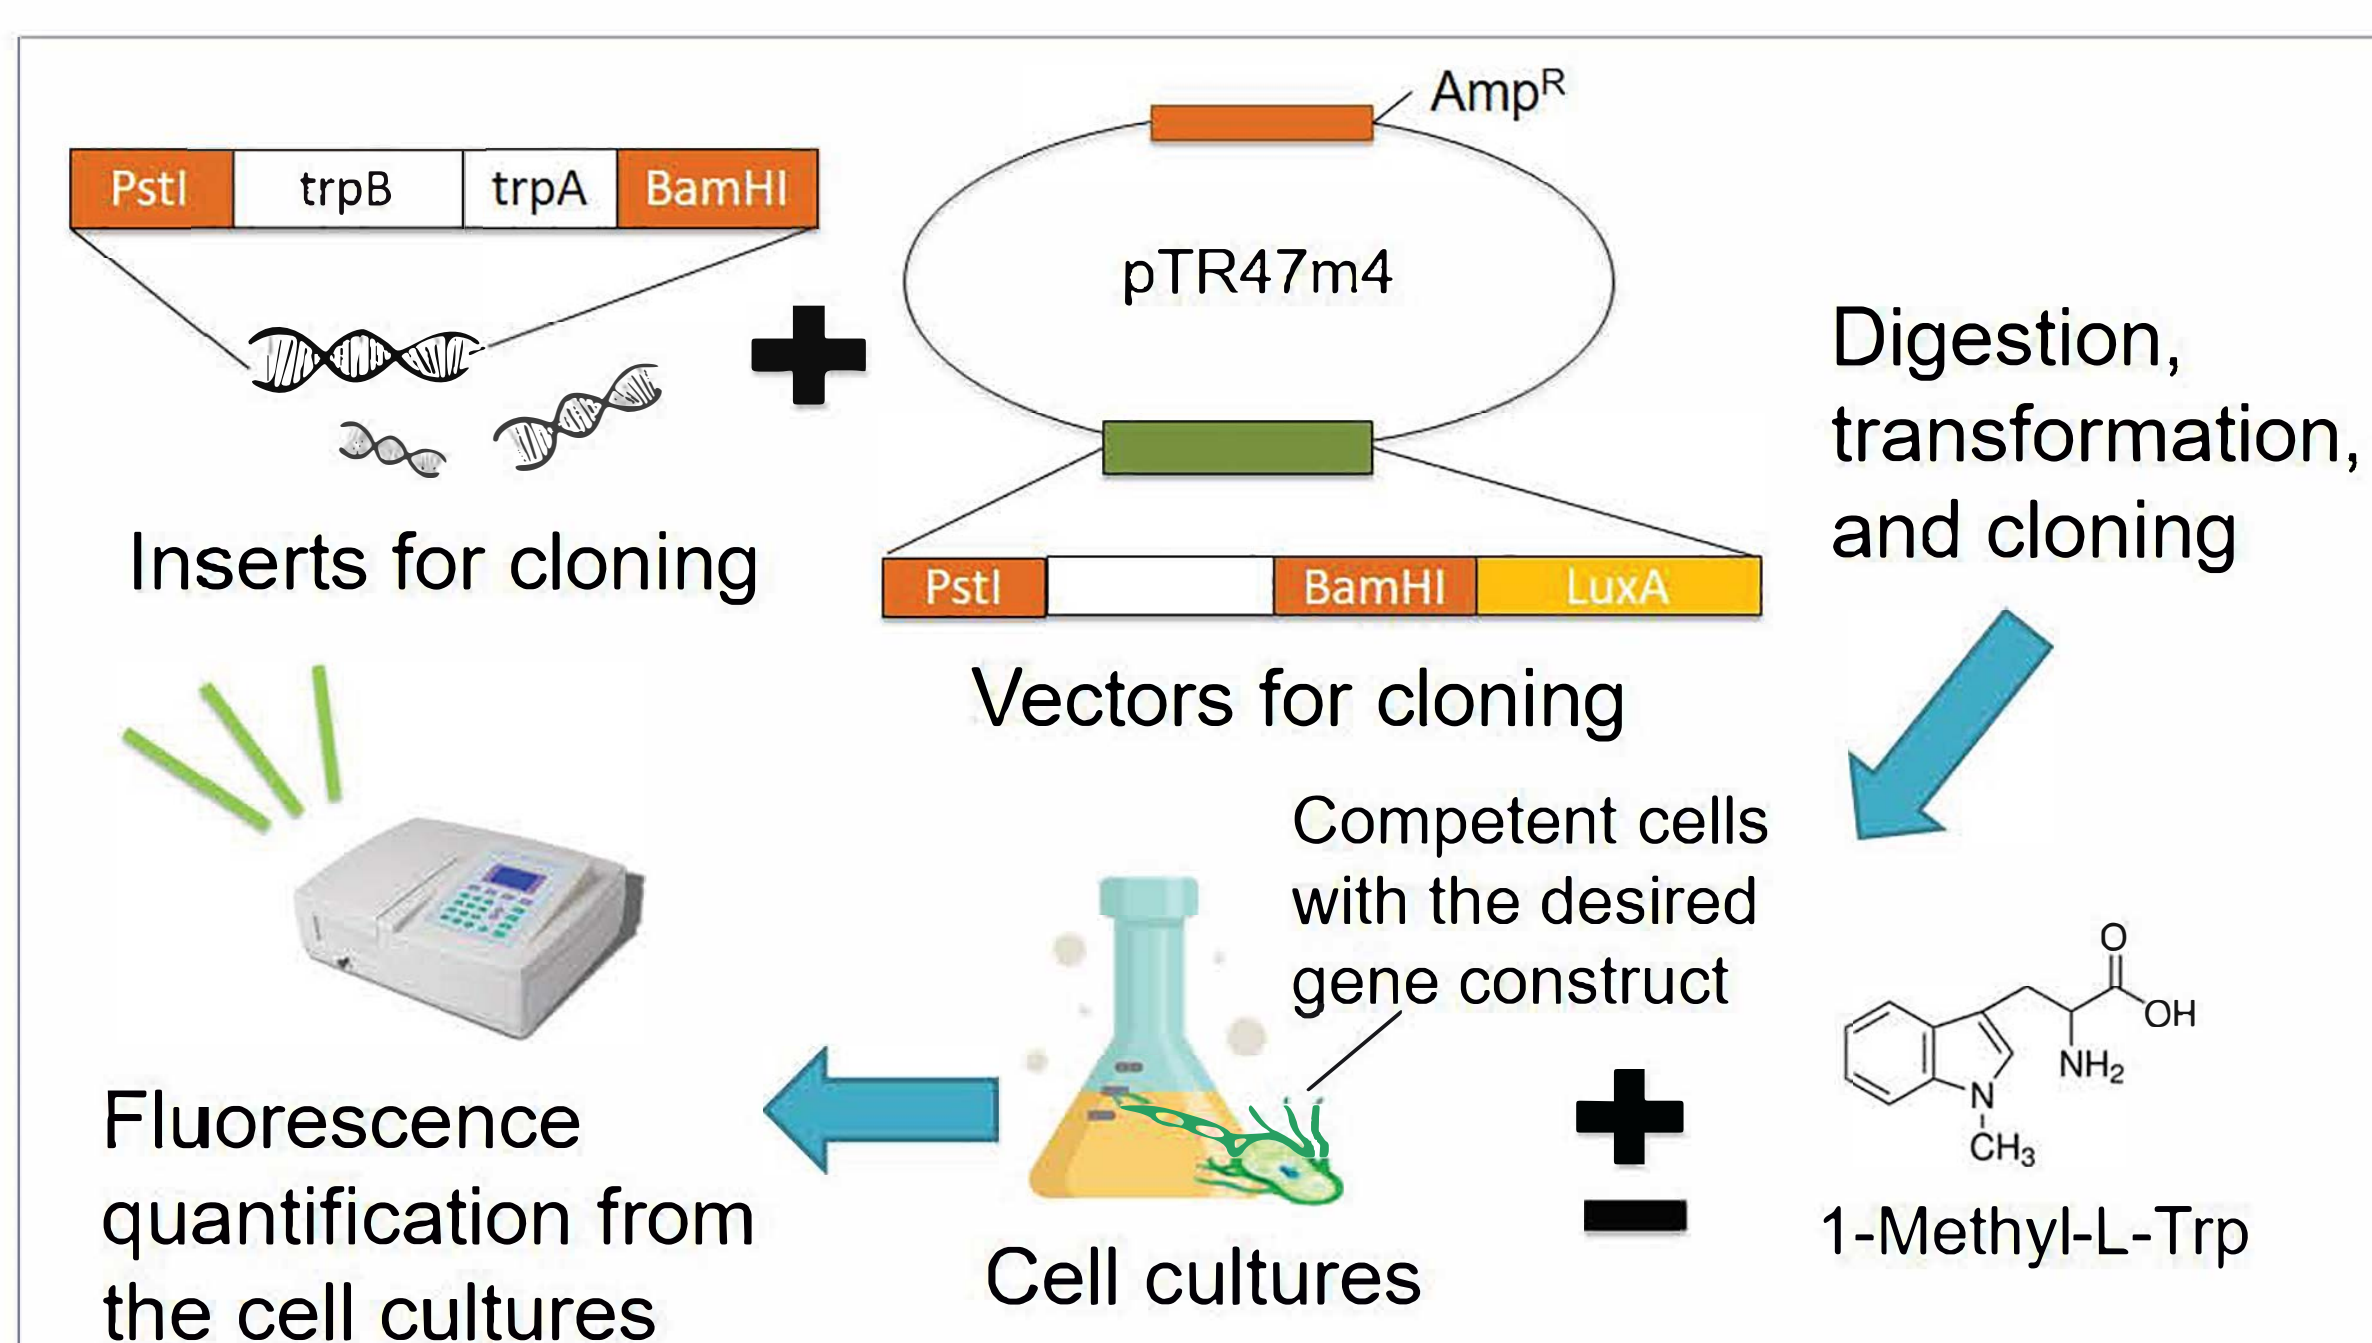 Amp^R
PstI trpB trpA BamHI
pTR47m4
Digestion,
transformation,
and cloning
Inserts for cloning
PstI BamHI LuxA
Vectors for cloning
Competent cells
with the desired
gene construct
O
OH
NH₂
N
CH₃
Fluorescence
quantification from
the cell cultures
Cell cultures
1-Methyl-L-Trp